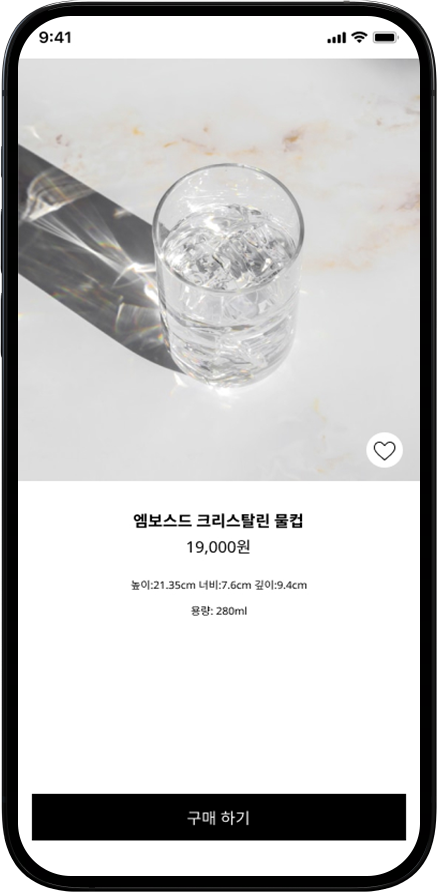 9:41
엠보스드 크리스탈린 물컵
19,000원
높이:21.35cm 너비:7.6cm 깊이:9.4cm
용량: 280ml
구매 하기